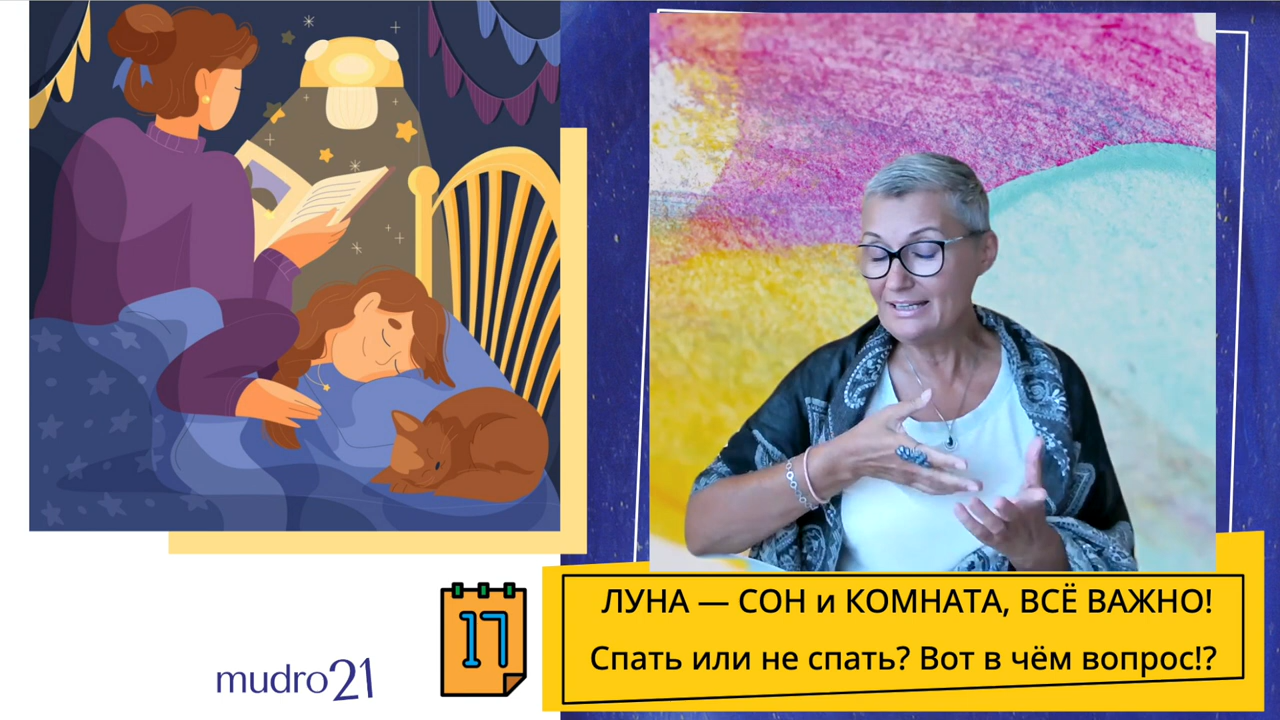 17
ЛУНА — СОН и КОМНАТА, ВСЁ ВАЖНО!
Спать или не спать? Вот в чём вопрос!?
mudro21